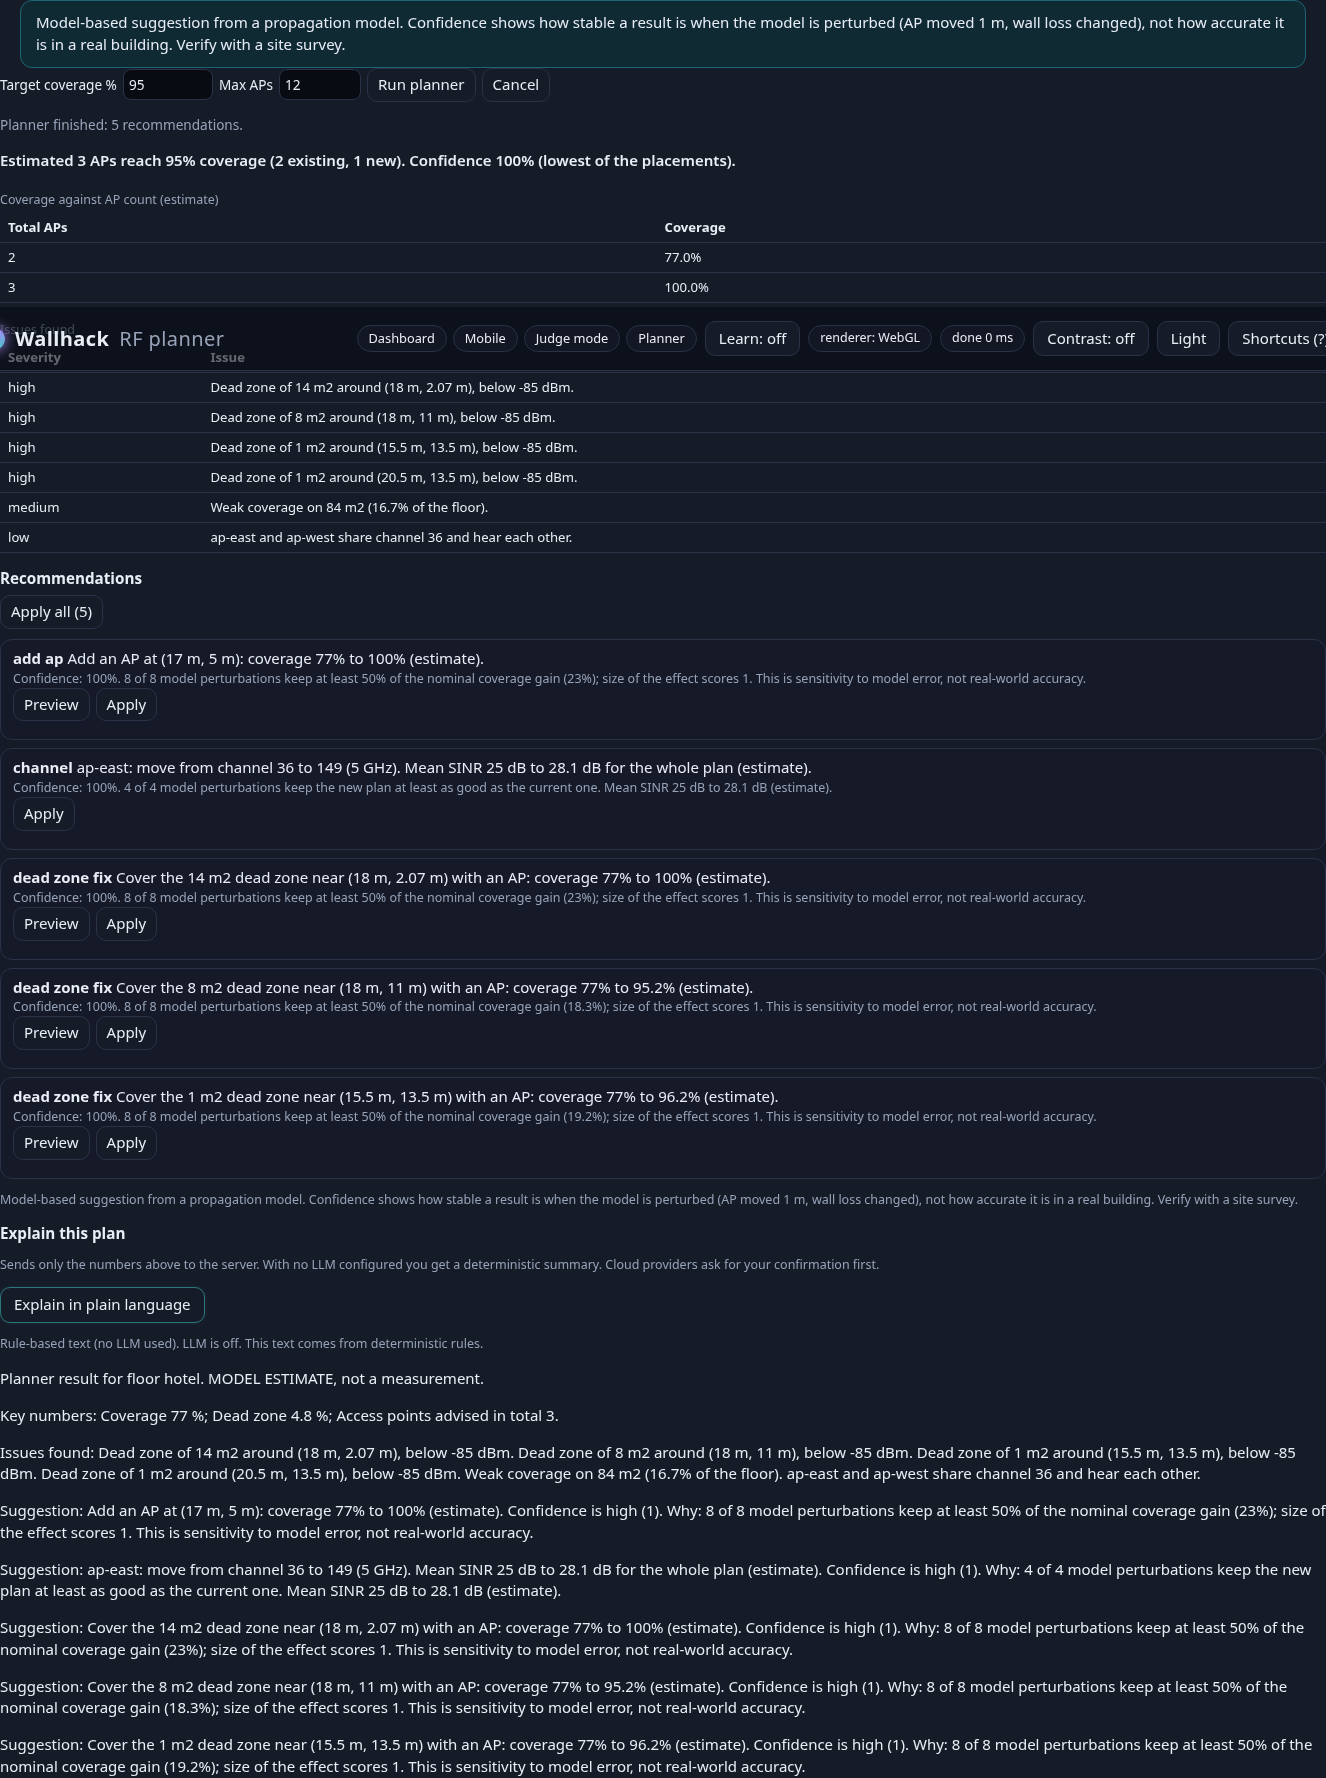 Model-based suggestion from a propagation model. Confidence shows how stable a result is when the model is perturbed (AP moved 1 m, wall loss changed), not how accurate it
is in a real building. Verify with a site survey.
Target coverage % 95 Max APs 12 Run planner Cancel
Planner finished: 5 recommendations.
Estimated 3 APs reach 95% coverage (2 existing, 1 new). Confidence 100% (lowest of the placements).
Coverage against AP count (estimate)
Total APs Coverage
2 77.0%
3 100.0%
Issues found
Wallhack RF planner Dashboard Mobile Judge mode Planner Learn: off renderer: WebGL done 0 ms Contrast: off Light Shortcuts (?)
Severity Issue
high Dead zone of 14 m2 around (18 m, 2.07 m), below -85 dBm.
high Dead zone of 8 m2 around (18 m, 11 m), below -85 dBm.
high Dead zone of 1 m2 around (15.5 m, 13.5 m), below -85 dBm.
high Dead zone of 1 m2 around (20.5 m, 13.5 m), below -85 dBm.
medium Weak coverage on 84 m2 (16.7% of the floor).
low ap-east and ap-west share channel 36 and hear each other.
Recommendations
Apply all (5)
add ap Add an AP at (17 m, 5 m): coverage 77% to 100% (estimate).
Confidence: 100%. 8 of 8 model perturbations keep at least 50% of the nominal coverage gain (23%); size of the effect scores 1. This is sensitivity to model error, not real-world accuracy.
Preview Apply
channel ap-east: move from channel 36 to 149 (5 GHz). Mean SINR 25 dB to 28.1 dB for the whole plan (estimate).
Confidence: 100%. 4 of 4 model perturbations keep the new plan at least as good as the current one. Mean SINR 25 dB to 28.1 dB (estimate).
Apply
dead zone fix Cover the 14 m2 dead zone near (18 m, 2.07 m) with an AP: coverage 77% to 100% (estimate).
Confidence: 100%. 8 of 8 model perturbations keep at least 50% of the nominal coverage gain (23%); size of the effect scores 1. This is sensitivity to model error, not real-world accuracy.
Preview Apply
dead zone fix Cover the 8 m2 dead zone near (18 m, 11 m) with an AP: coverage 77% to 95.2% (estimate).
Confidence: 100%. 8 of 8 model perturbations keep at least 50% of the nominal coverage gain (18.3%); size of the effect scores 1. This is sensitivity to model error, not real-world accuracy.
Preview Apply
dead zone fix Cover the 1 m2 dead zone near (15.5 m, 13.5 m) with an AP: coverage 77% to 96.2% (estimate).
Confidence: 100%. 8 of 8 model perturbations keep at least 50% of the nominal coverage gain (19.2%); size of the effect scores 1. This is sensitivity to model error, not real-world accuracy.
Preview Apply
Model-based suggestion from a propagation model. Confidence shows how stable a result is when the model is perturbed (AP moved 1 m, wall loss changed), not how accurate it is in a real building. Verify with a site survey.
Explain this plan
Sends only the numbers above to the server. With no LLM configured you get a deterministic summary. Cloud providers ask for your confirmation first.
Explain in plain language
Rule-based text (no LLM used). LLM is off. This text comes from deterministic rules.
Planner result for floor hotel. MODEL ESTIMATE, not a measurement.
Key numbers: Coverage 77 %; Dead zone 4.8 %; Access points advised in total 3.
Issues found: Dead zone of 14 m2 around (18 m, 2.07 m), below -85 dBm. Dead zone of 8 m2 around (18 m, 11 m), below -85 dBm. Dead zone of 1 m2 around (15.5 m, 13.5 m), below -85
dBm. Dead zone of 1 m2 around (20.5 m, 13.5 m), below -85 dBm. Weak coverage on 84 m2 (16.7% of the floor). ap-east and ap-west share channel 36 and hear each other.
Suggestion: Add an AP at (17 m, 5 m): coverage 77% to 100% (estimate). Confidence is high (1). Why: 8 of 8 model perturbations keep at least 50% of the nominal coverage gain (23%); size of
the effect scores 1. This is sensitivity to model error, not real-world accuracy.
Suggestion: ap-east: move from channel 36 to 149 (5 GHz). Mean SINR 25 dB to 28.1 dB for the whole plan (estimate). Confidence is high (1). Why: 4 of 4 model perturbations keep the new
plan at least as good as the current one. Mean SINR 25 dB to 28.1 dB (estimate).
Suggestion: Cover the 14 m2 dead zone near (18 m, 2.07 m) with an AP: coverage 77% to 100% (estimate). Confidence is high (1). Why: 8 of 8 model perturbations keep at least 50% of the
nominal coverage gain (23%); size of the effect scores 1. This is sensitivity to model error, not real-world accuracy.
Suggestion: Cover the 8 m2 dead zone near (18 m, 11 m) with an AP: coverage 77% to 95.2% (estimate). Confidence is high (1). Why: 8 of 8 model perturbations keep at least 50% of the
nominal coverage gain (18.3%); size of the effect scores 1. This is sensitivity to model error, not real-world accuracy.
Suggestion: Cover the 1 m2 dead zone near (15.5 m, 13.5 m) with an AP: coverage 77% to 96.2% (estimate). Confidence is high (1). Why: 8 of 8 model perturbations keep at least 50% of the
nominal coverage gain (19.2%); size of the effect scores 1. This is sensitivity to model error, not real-world accuracy.